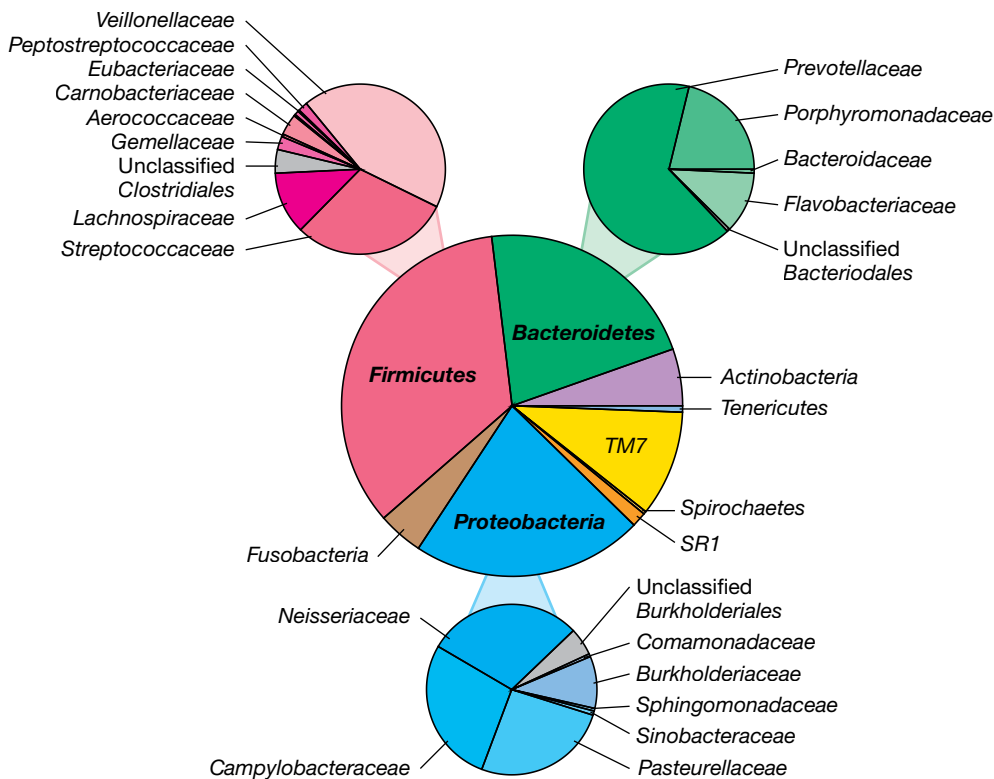 Veillonellaceae
Peptostreptococcaceae
Eubacteriaceae
Carnobacteriaceae
Aerococcaceae
Gemellaceae
Unclassified
Clostridiales
Lachnospiraceae
Streptococcaceae
Prevotellaceae
Porphyromonadaceae
Bacteroidaceae
Flavobacteriaceae
Unclassified
Bacteriodales
Bacteroidetes
Firmicutes
Actinobacteria
Tenericutes
TM7
Spirochaetes
SR1
Proteobacteria
Fusobacteria
Neisseriaceae
Campylobacteraceae
Unclassified
Burkholderiales
Comamonadaceae
Burkholderiaceae
Sphingomonadaceae
Sinobacteraceae
Pasteurellaceae